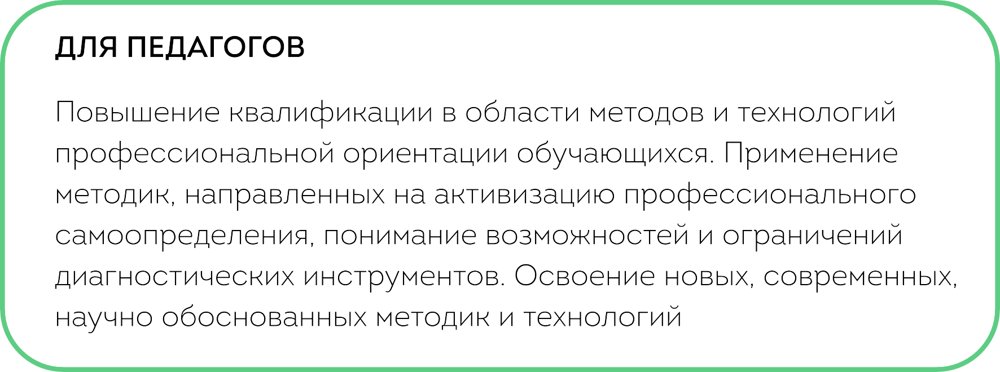 ДЛЯ ПЕДАГОГОВ
Повышение квалификации в области методов и технологий
профессиональной ориентации обучающихся. Применение
методик, направленных на активизацию профессионального
самоопределения, понимание возможностей и ограничений
диагностических инструментов. Освоение новых, современных,
научно обоснованных методик и технологий